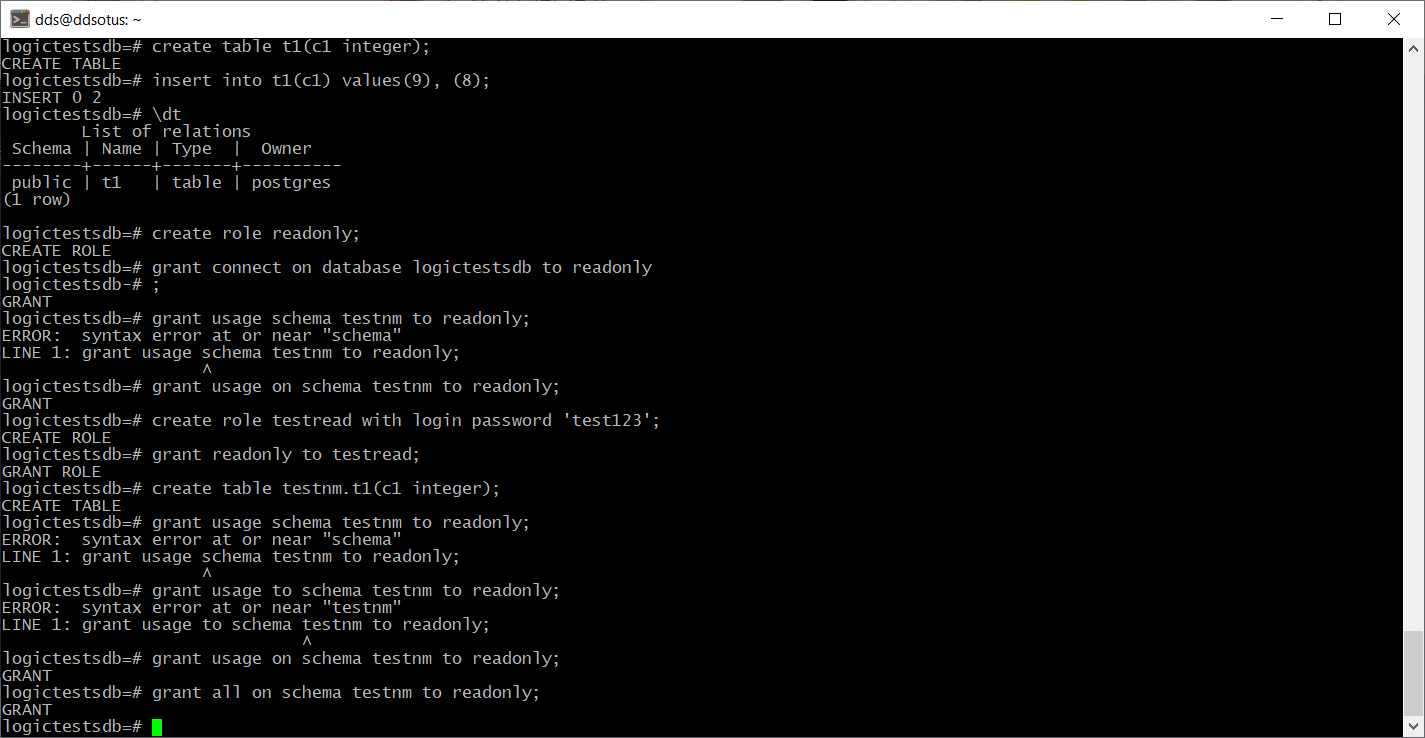 dds@ddsotus: ~
logictestsdb=# create table t1(c1 integer);
CREATE TABLE
logictestsdb=# insert into t1(c1) values(9), (8);
INSERT 0 2
logictestsdb=# \dt
        List of relations
 Schema | Name | Type  |  Owner
--------+------+-------+----------
 public | t1   | table | postgres
(1 row)

logictestsdb=# create role readonly;
CREATE ROLE
logictestsdb=# grant connect on database logictestsdb to readonly
logictestsdb-# ;
GRANT
logictestsdb=# grant usage schema testnm to readonly;
ERROR:  syntax error at or near "schema"
LINE 1: grant usage schema testnm to readonly;
                    ^
logictestsdb=# grant usage on schema testnm to readonly;
GRANT
logictestsdb=# create role testread with login password 'test123';
CREATE ROLE
logictestsdb=# grant readonly to testread;
GRANT ROLE
logictestsdb=# create table testnm.t1(c1 integer);
CREATE TABLE
logictestsdb=# grant usage schema testnm to readonly;
ERROR:  syntax error at or near "schema"
LINE 1: grant usage schema testnm to readonly;
                    ^
logictestsdb=# grant usage to schema testnm to readonly;
ERROR:  syntax error at or near "testnm"
LINE 1: grant usage to schema testnm to readonly;
                              ^
logictestsdb=# grant usage on schema testnm to readonly;
GRANT
logictestsdb=# grant all on schema testnm to readonly;
GRANT
logictestsdb=#